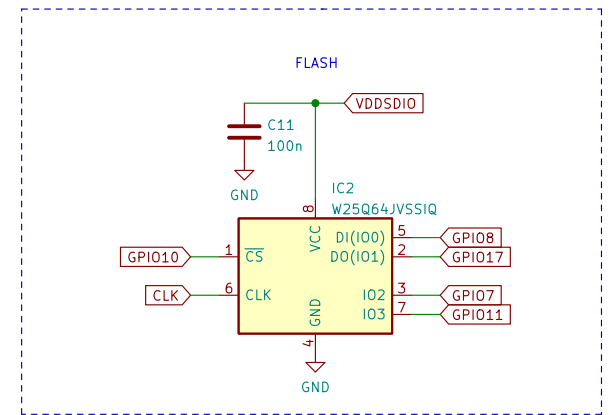 FLASH
VDDSDIO
C11
100n
GND
IC2
W25Q64JVSSIQ
8
VCC
5
DI(IO0)
GPIO8
GPIO10
1
CS
DO(IO1)
2
GPIO17
CLK
6
CLK
IO2
3
GPIO7
GND
IO3
7
GPIO11
4
GND